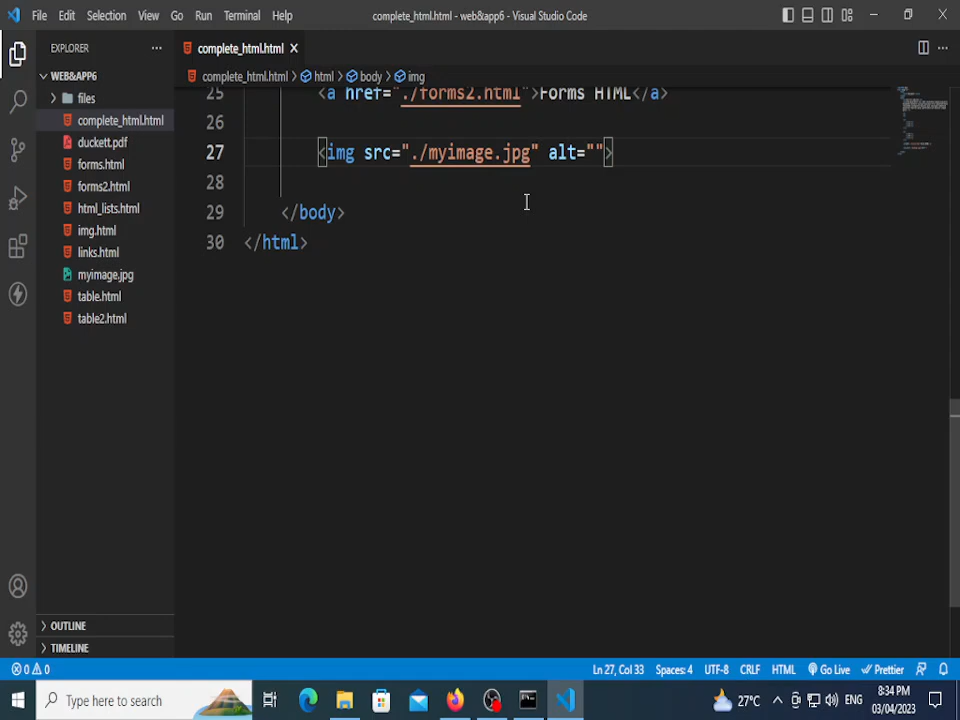 File Edit Selection View Go Run Terminal Help
complete_html.html - web&app6 - Visual Studio Code
EXPLORER
WEB&APP6
files
complete_html.html
duckett.pdf
forms.html
forms2.html
html_lists.html
img.html
links.html
myimage.jpg
table.html
table2.html
OUTLINE
TIMELINE
complete_html.html
complete_html.html > html > body > img
25 <a href="./forms2.html">Forms HTML</a>
26
27 <img src="./myimage.jpg" alt="">
28
29 </body>
30 </html>
0 0
Ln 27, Col 33 Spaces: 4 UTF-8 CRLF HTML Go Live Prettier
Type here to search
27°C
ENG
8:34 PM
03/04/2023